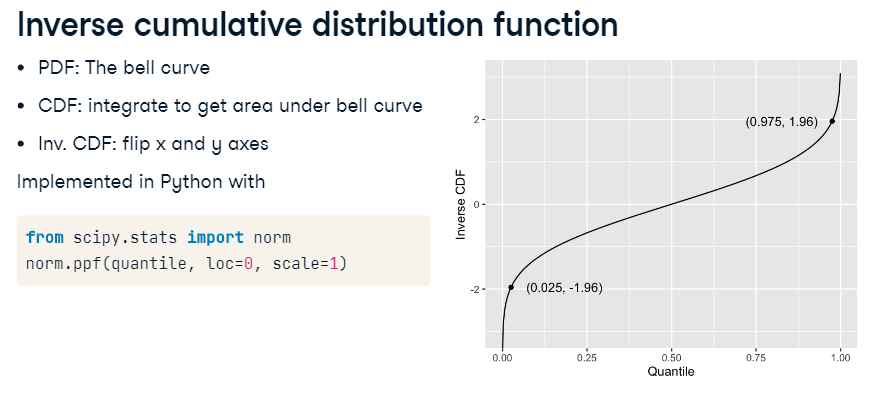 Inverse cumulative distribution function
• PDF: The bell curve
• CDF: integrate to get area under bell curve
• Inv. CDF: flip x and y axes
Implemented in Python with
from scipy.stats import norm
norm.ppf(quantile, loc=0, scale=1)
(0.975, 1.96)
(0.025, -1.96)
2
0
-2
Inverse CDF
0.00 0.25 0.50 0.75 1.00
Quantile